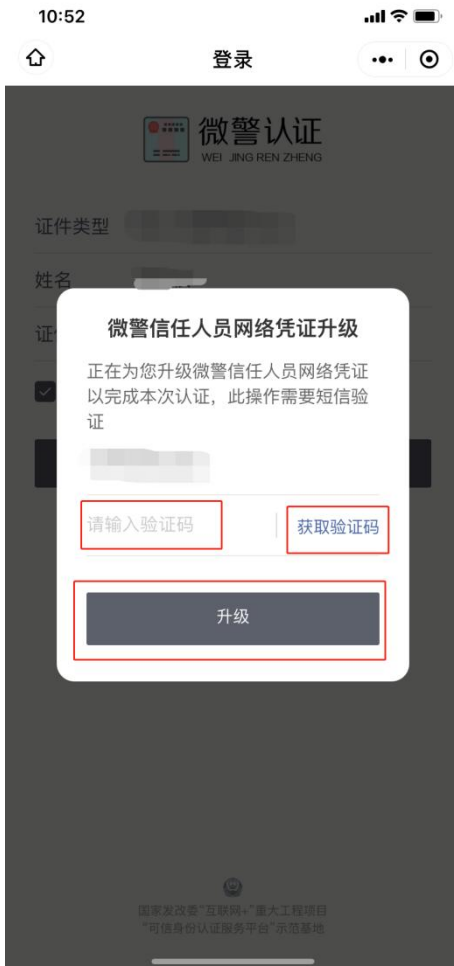 10:52
登录
微警认证
WEI JING REN ZHENG
证件类型
姓名
证
微警信任人员网络凭证升级
正在为您升级微警信任人员网络凭证
以完成本次认证，此操作需要短信验
证
请输入验证码
获取验证码
升级
国家发改委“互联网+”重大工程项目
“可信身份认证服务平台”示范基地